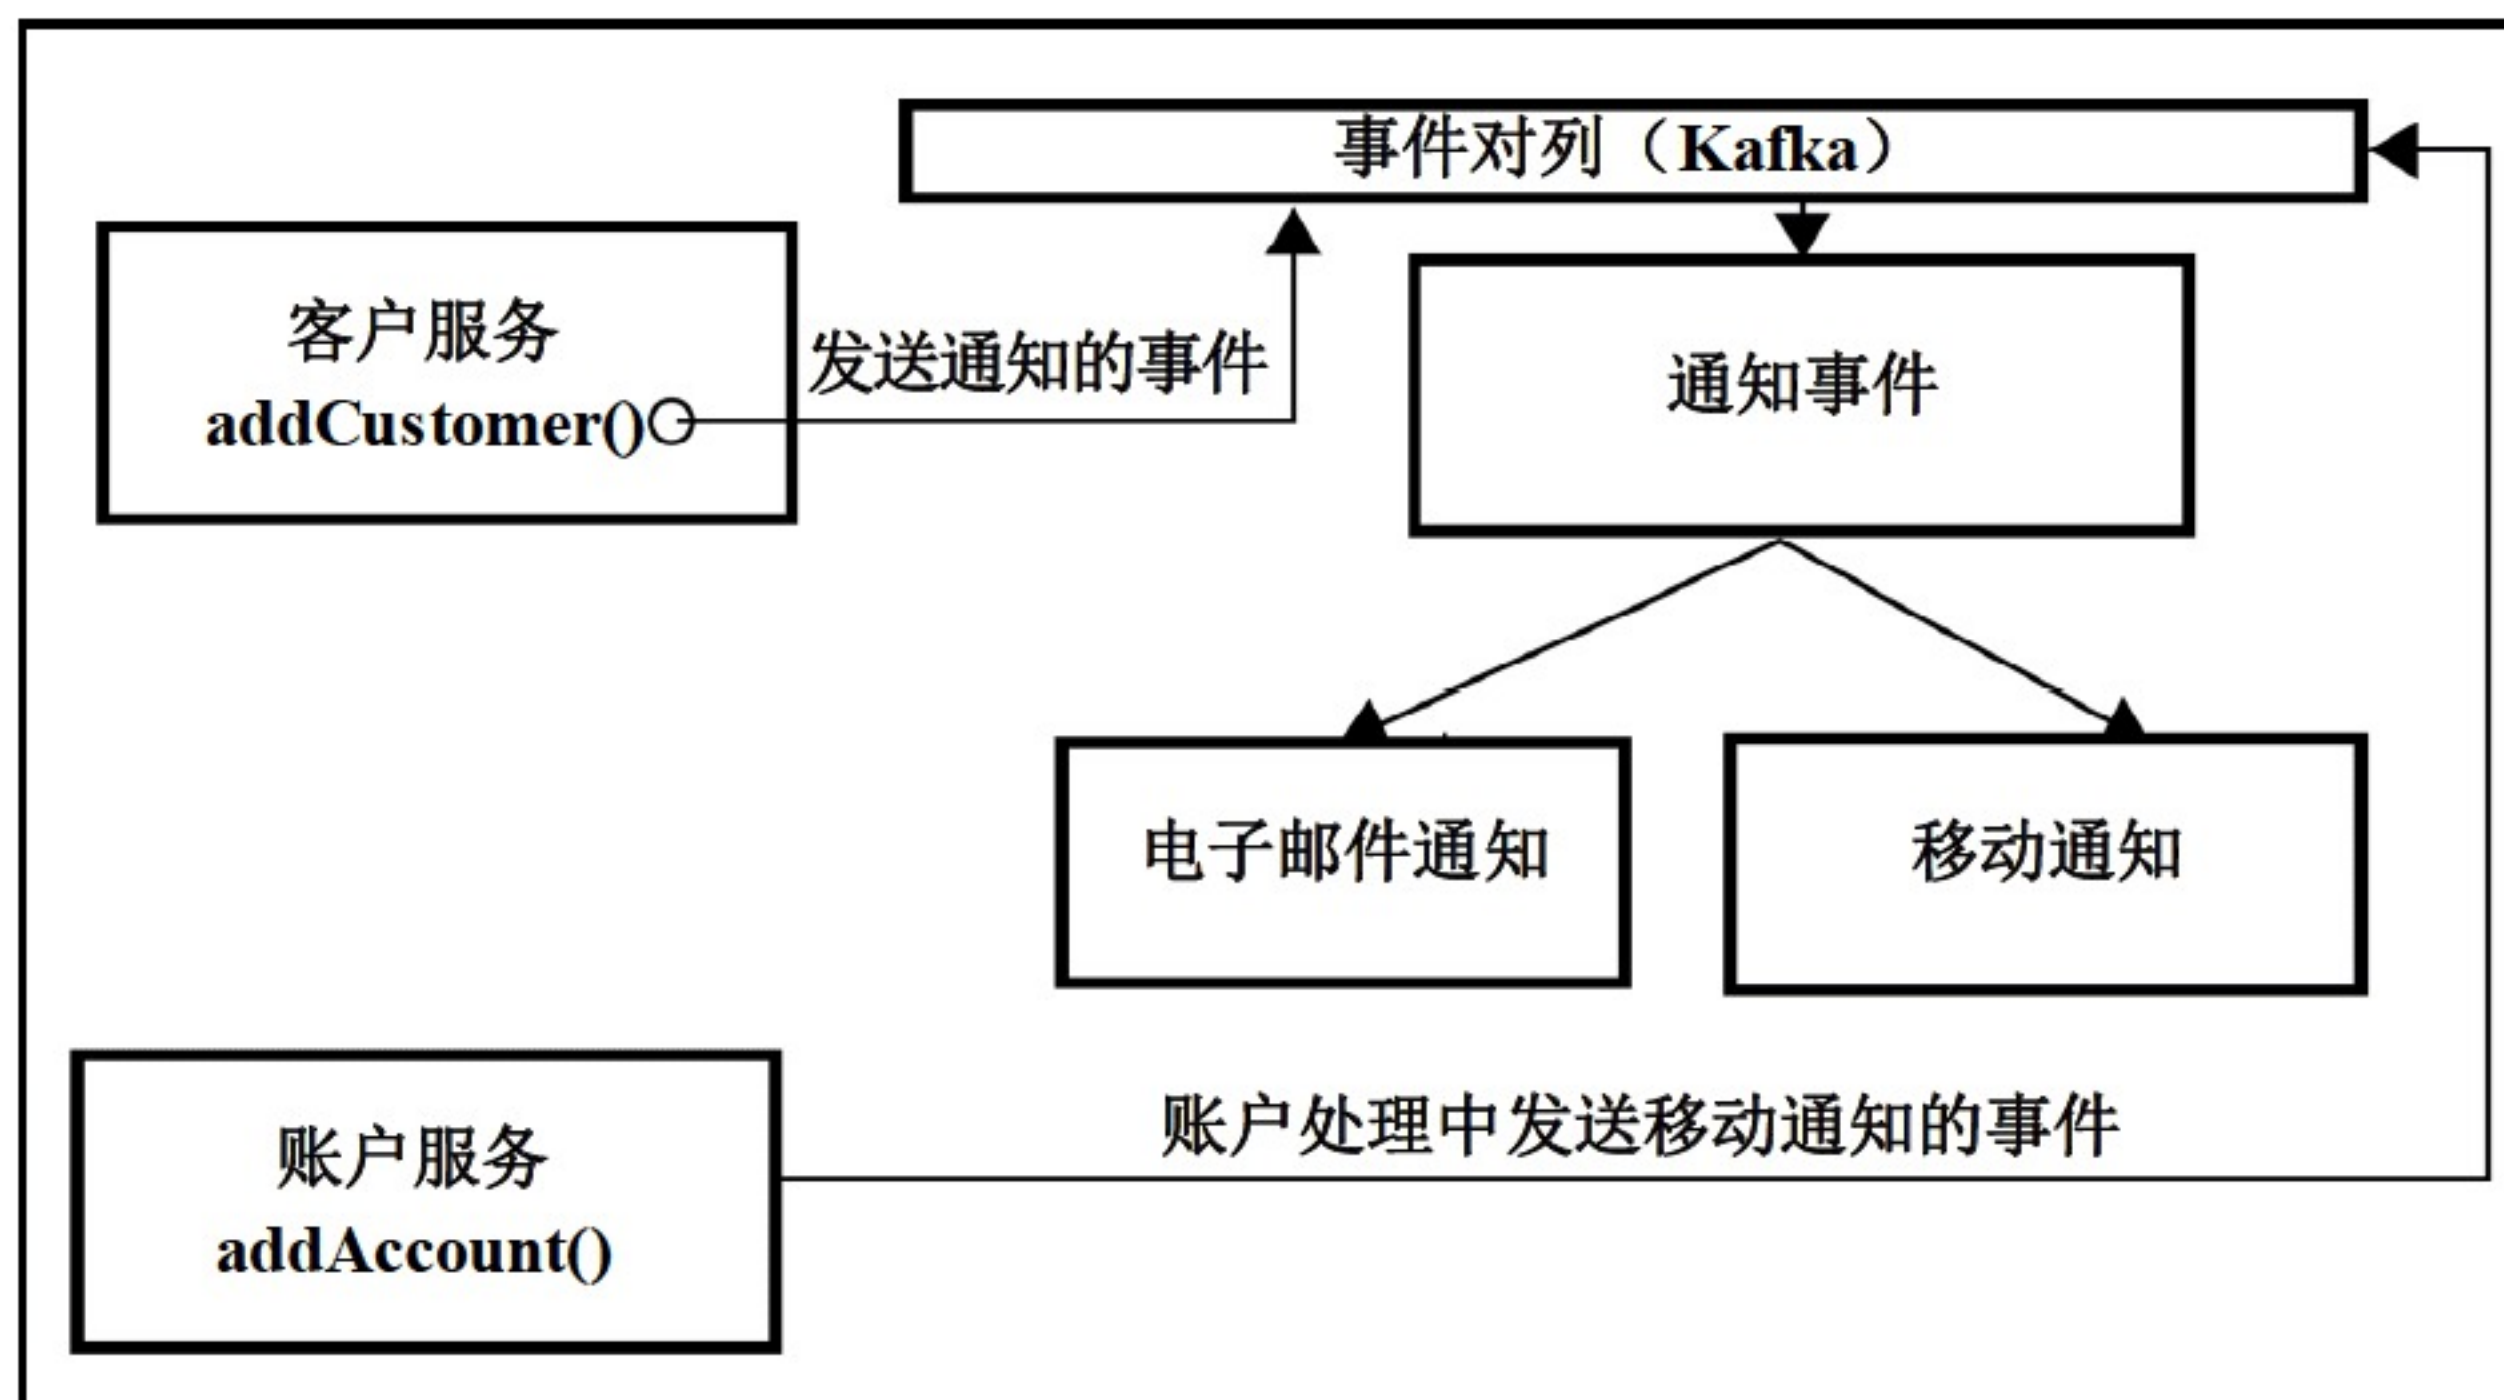 事件对列（Kafka）
客户服务
addCustomer()
发送通知的事件
通知事件
电子邮件通知
移动通知
账户处理中发送移动通知的事件
账户服务
addAccount()